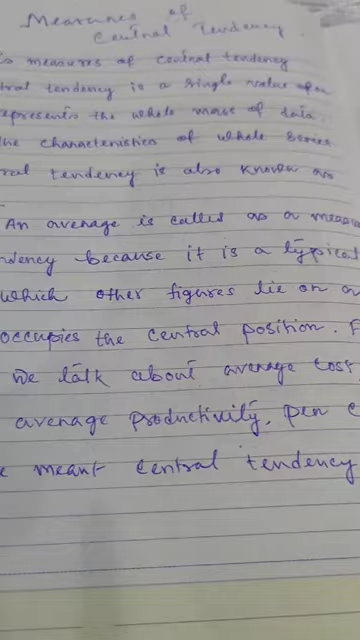 Measures of
Central Tendency.
measures of central tendency
tral tendency is a single value of a
epresents the whole mass of data.
the characteristics of whole series
ral tendency is also known as
An average is called as a measu
ndency because it is a typical
which other figures lie on a
occupies the central position. F
we talk about average cost
average productivity, per c
e meant central tendency